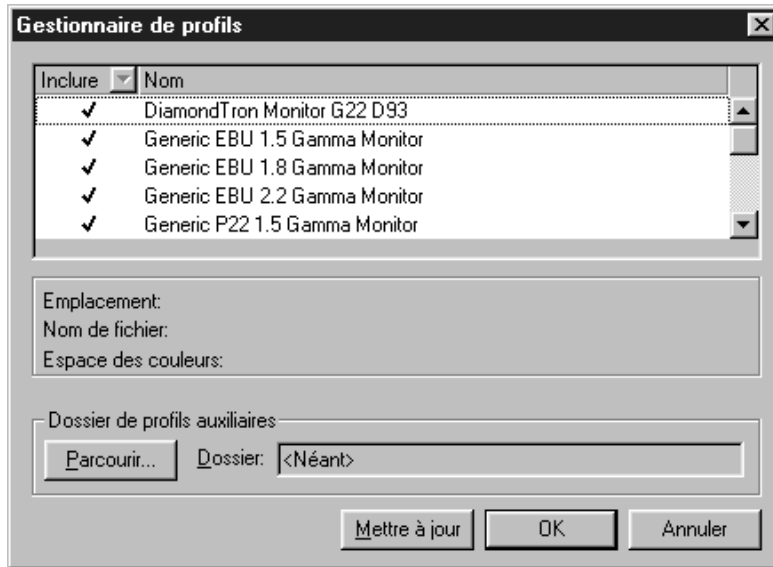 Gestionnaire de profils
Inclure Nom
✓ DiamondTron Monitor G22 D93
✓ Generic EBU 1.5 Gamma Monitor
✓ Generic EBU 1.8 Gamma Monitor
✓ Generic EBU 2.2 Gamma Monitor
✓ Generic P22 1.5 Gamma Monitor
Emplacement:
Nom de fichier:
Espace des couleurs:
Dossier de profils auxiliaires
Parcourir... Dossier: <Néant>
Mettre à jour OK Annuler